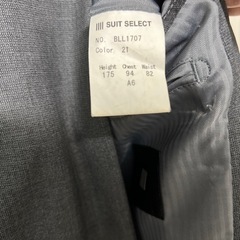 SUIT SELECT
NO. BLL1707
Color. 21
Height Chest Waist
175 94 82
A6